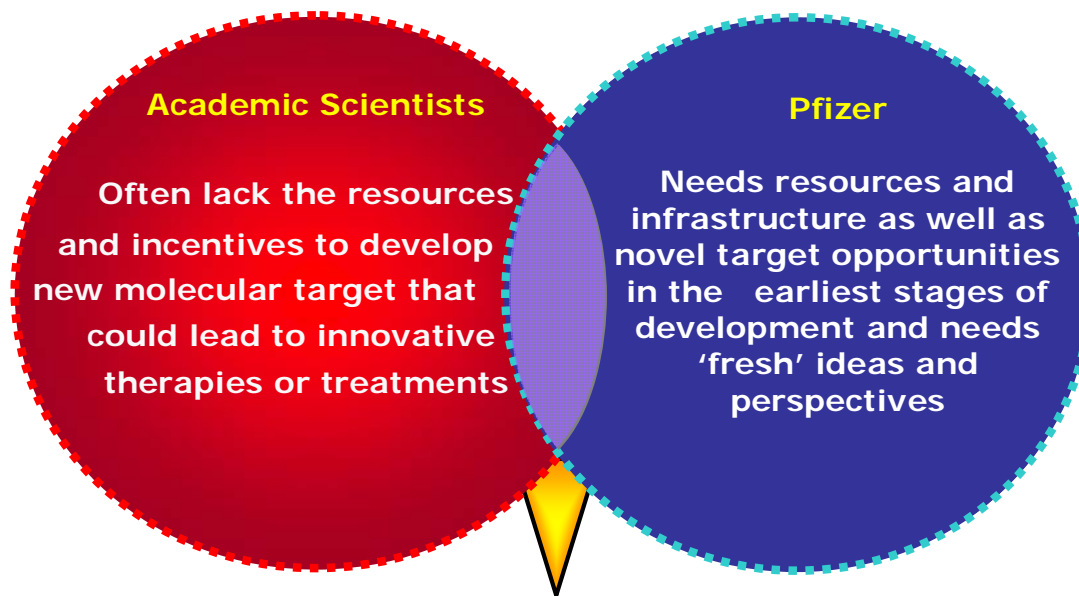 Academic Scientists
Often lack the resources
and incentives to develop
new molecular target that
could lead to innovative
therapies or treatments
Pfizer
Needs resources and
infrastructure as well as
novel target opportunities
in the earliest stages of
development and needs
‘fresh’ ideas and
perspectives